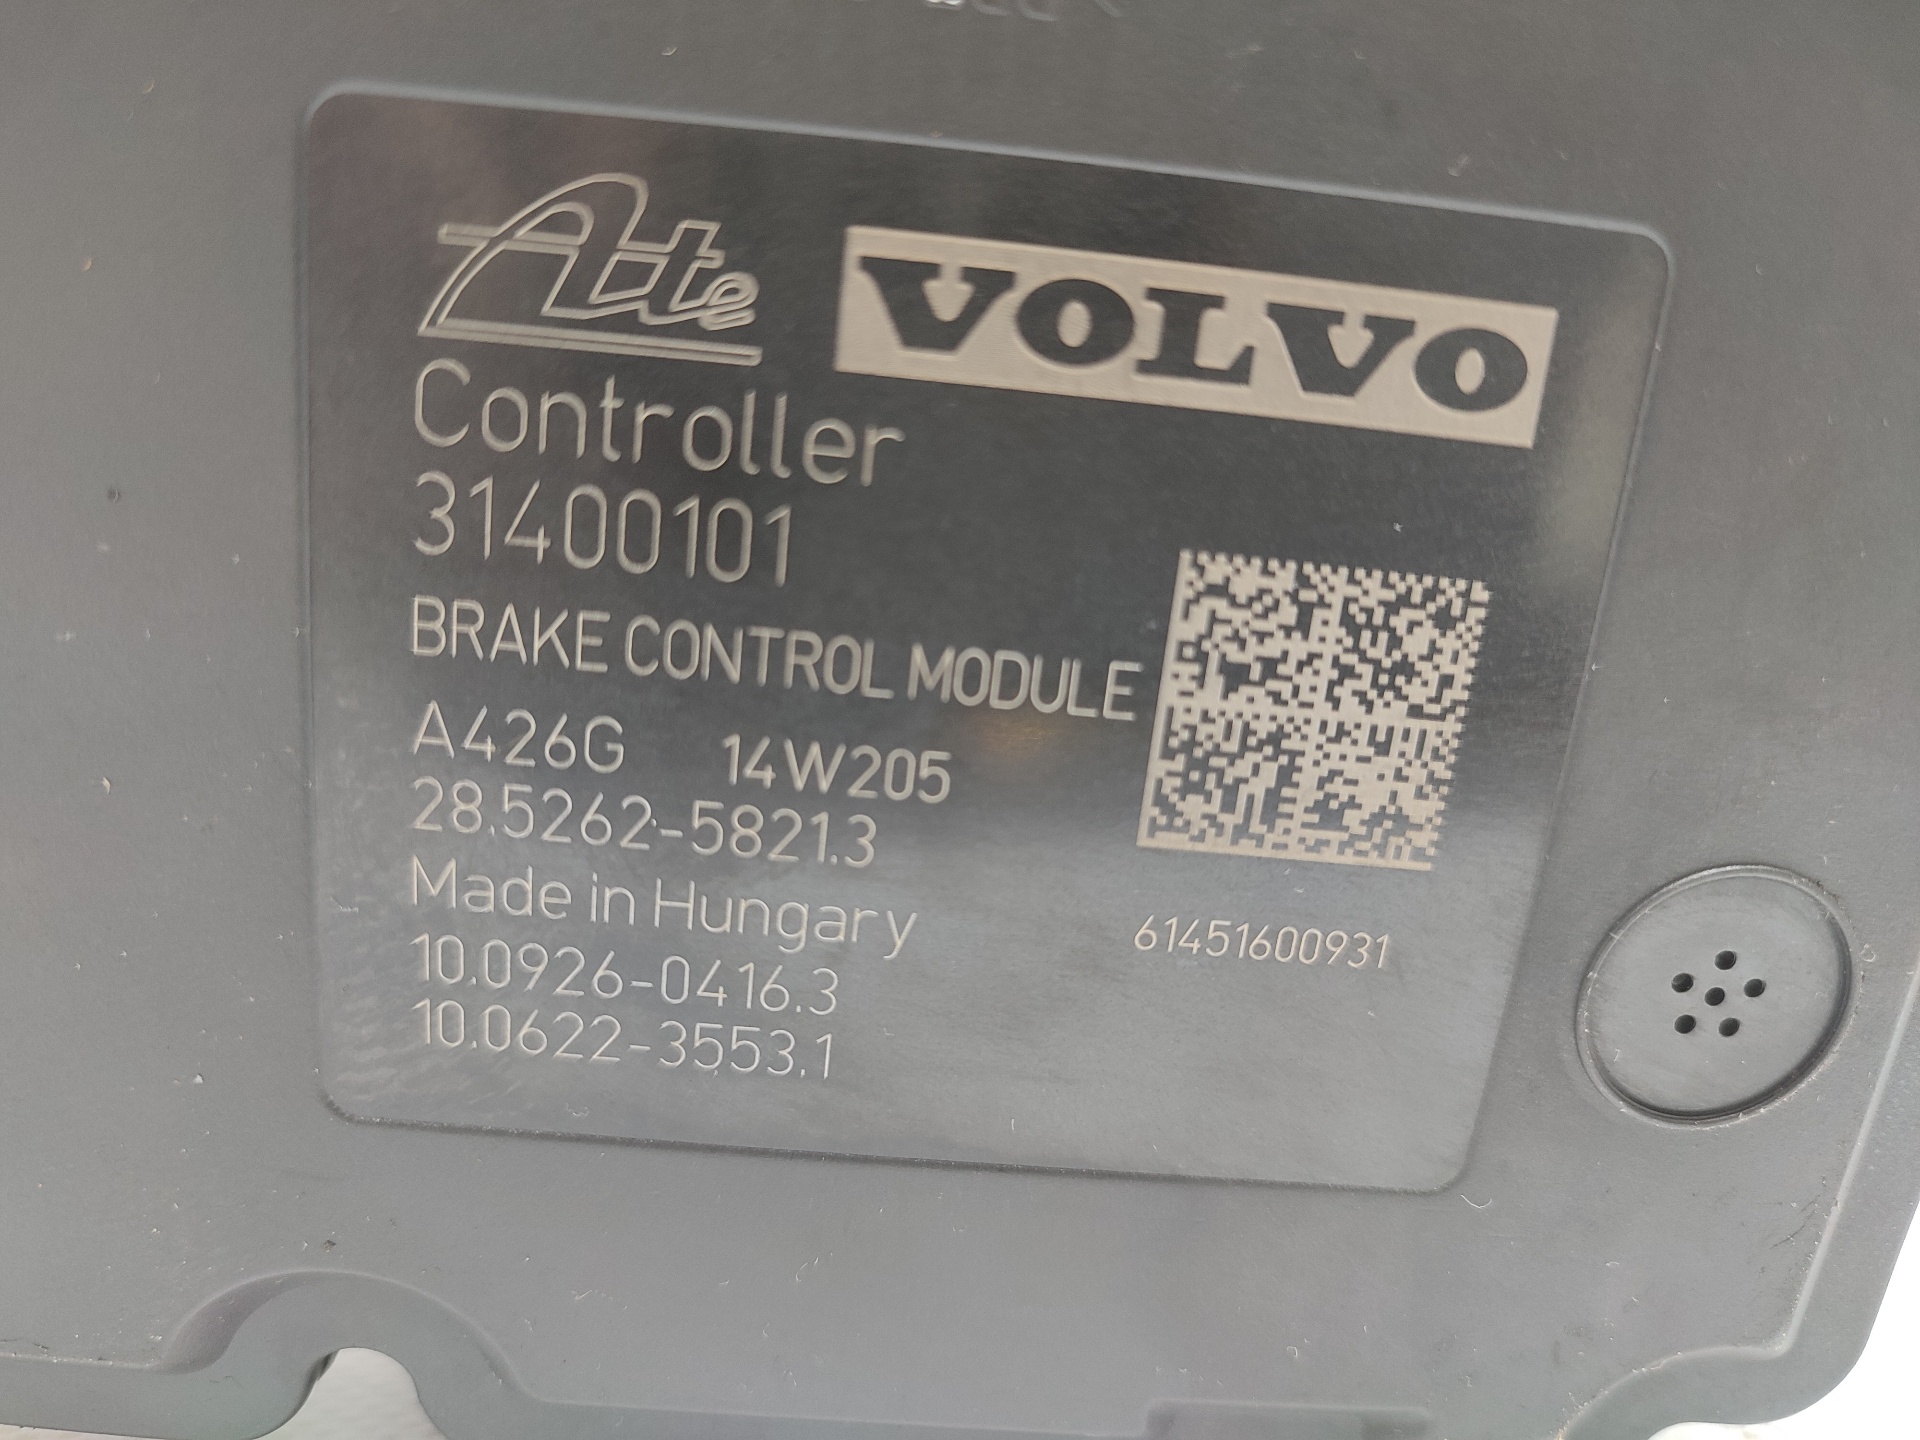 Ate VOLVO
Controller
31400101
BRAKE CONTROL MODULE
A426G 14W205
28.5262-5821.3
Made in Hungary
61451600931
10.0926-0416.3
10.0622-3553.1